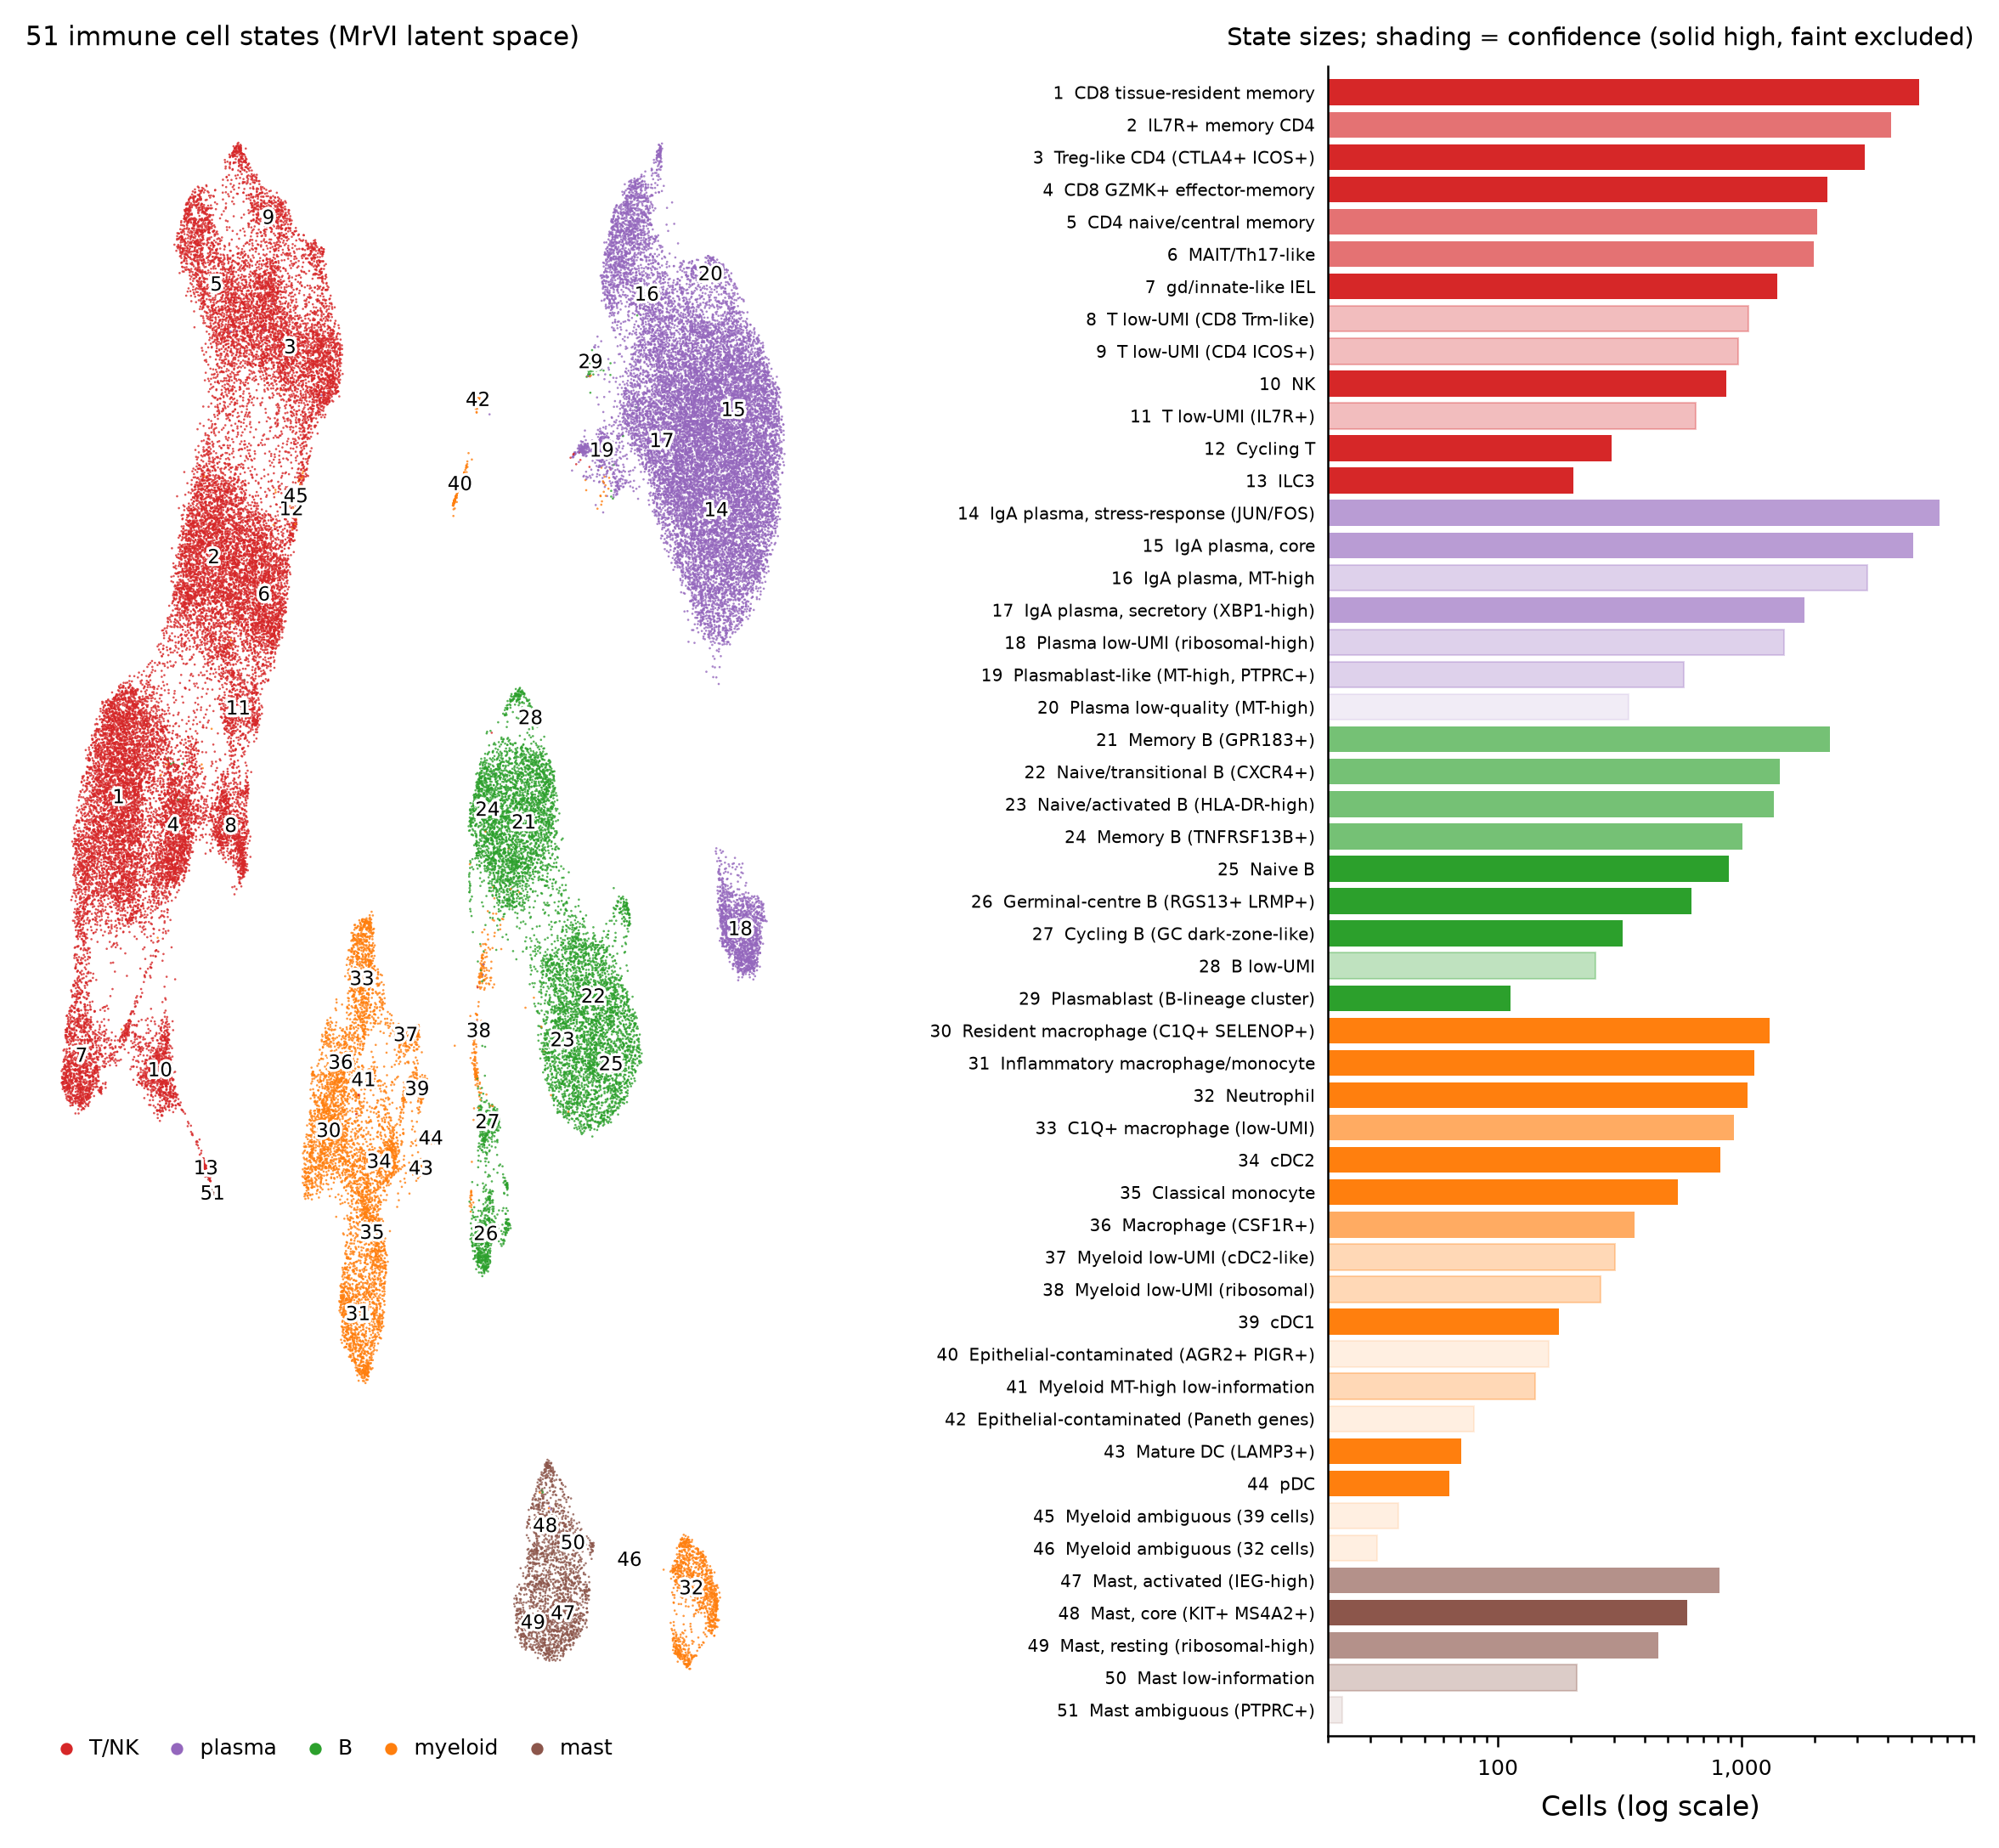 51 immune cell states (MrVI latent space)
9
5
3
45
12
2
6
11
1
4
8
7
10
13
51
16
20
29
42
15
17
19
40
14
28
24
21
18
33
22
38
37
23
36
25
41
39
27
30
44
34
43
35
26
31
48
50
46
32
49
47
T/NK
plasma
B
myeloid
mast
State sizes; shading = confidence (solid high, faint excluded)
1 CD8 tissue-resident memory
2 IL7R+ memory CD4
3 Treg-like CD4 (CTLA4+ ICOS+)
4 CD8 GZMK+ effector-memory
5 CD4 naive/central memory
6 MAIT/Th17-like
7 gd/innate-like IEL
8 T low-UMI (CD8 Trm-like)
9 T low-UMI (CD4 ICOS+)
10 NK
11 T low-UMI (IL7R+)
12 Cycling T
13 ILC3
14 IgA plasma, stress-response (JUN/FOS)
15 IgA plasma, core
16 IgA plasma, MT-high
17 IgA plasma, secretory (XBP1-high)
18 Plasma low-UMI (ribosomal-high)
19 Plasmablast-like (MT-high, PTPRC+)
20 Plasma low-quality (MT-high)
21 Memory B (GPR183+)
22 Naive/transitional B (CXCR4+)
23 Naive/activated B (HLA-DR-high)
24 Memory B (TNFRSF13B+)
25 Naive B
26 Germinal-centre B (RGS13+ LRMP+)
27 Cycling B (GC dark-zone-like)
28 B low-UMI
29 Plasmablast (B-lineage cluster)
30 Resident macrophage (C1Q+ SELENOP+)
31 Inflammatory macrophage/monocyte
32 Neutrophil
33 C1Q+ macrophage (low-UMI)
34 cDC2
35 Classical monocyte
36 Macrophage (CSF1R+)
37 Myeloid low-UMI (cDC2-like)
38 Myeloid low-UMI (ribosomal)
39 cDC1
40 Epithelial-contaminated (AGR2+ PIGR+)
41 Myeloid MT-high low-information
42 Epithelial-contaminated (Paneth genes)
43 Mature DC (LAMP3+)
44 pDC
45 Myeloid ambiguous (39 cells)
46 Myeloid ambiguous (32 cells)
47 Mast, activated (IEG-high)
48 Mast, core (KIT+ MS4A2+)
49 Mast, resting (ribosomal-high)
50 Mast low-information
51 Mast ambiguous (PTPRC+)
100
1,000
Cells (log scale)